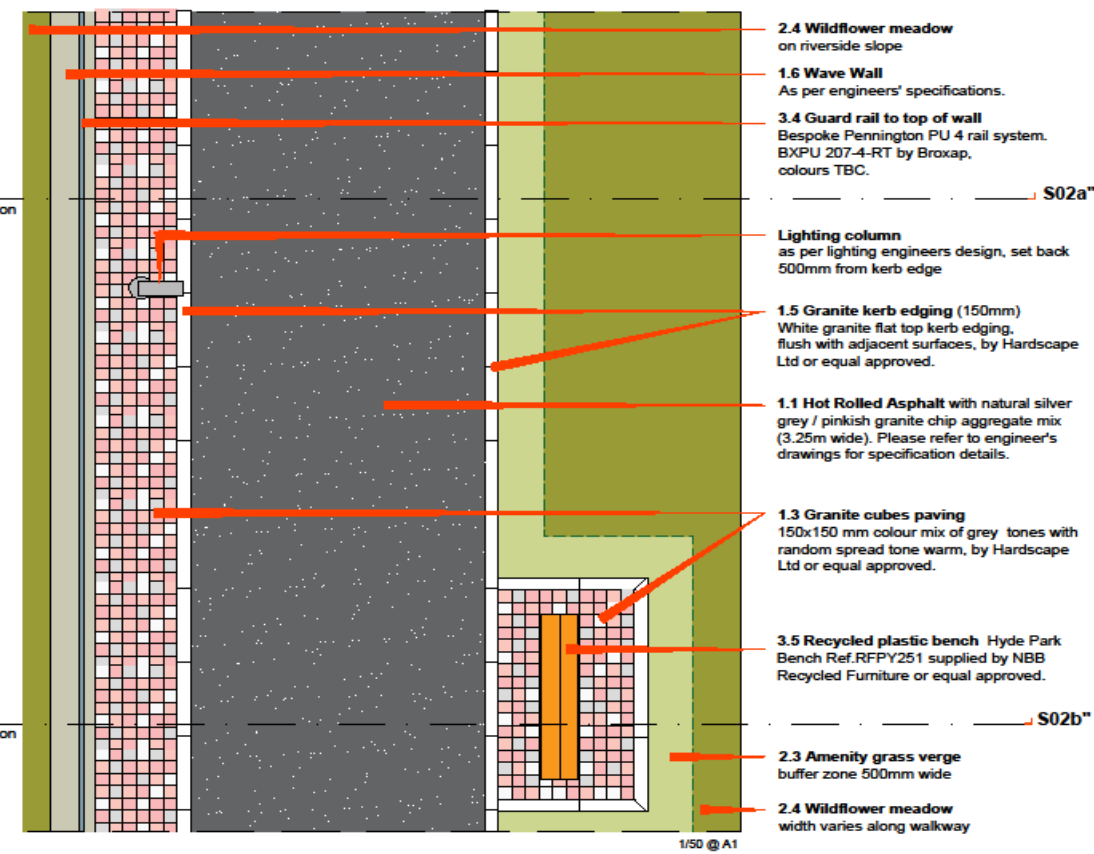 2.4 Wildflower meadow
on riverside slope
1.6 Wave Wall
As per engineers' specifications.
3.4 Guard rail to top of wall
Bespoke Pennington PU 4 rail system.
BXPU 207-4-RT by Broxap,
colours TBC.
on
S02a"
Lighting column
as per lighting engineers design, set back
500mm from kerb edge
1.5 Granite kerb edging (150mm)
White granite flat top kerb edging,
flush with adjacent surfaces, by Hardscape
Ltd or equal approved.
1.1 Hot Rolled Asphalt with natural silver
grey / pinkish granite chip aggregate mix
(3.25m wide). Please refer to engineer's
drawings for specification details.
1.3 Granite cubes paving
150x150 mm colour mix of grey tones with
random spread tone warm, by Hardscape
Ltd or equal approved.
3.5 Recycled plastic bench Hyde Park
Bench Ref.RFPY251 supplied by NBB
Recycled Furniture or equal approved.
on
S02b"
2.3 Amenity grass verge
buffer zone 500mm wide
2.4 Wildflower meadow
width varies along walkway
1/50 @ A1